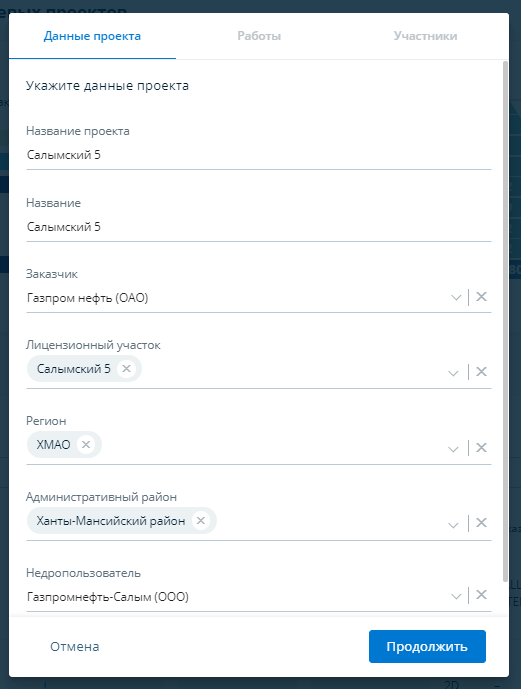 Данные проекта Работы Участники
Укажите данные проекта
Название проекта
Салымский 5
Название
Салымский 5
Заказчик
Газпром нефть (ОАО)
Лицензионный участок
Салымский 5
Регион
ХМАО
Административный район
Ханты-Мансийский район
Недропользователь
Газпромнефть-Салым (ООО)
Отмена Продолжить
2D